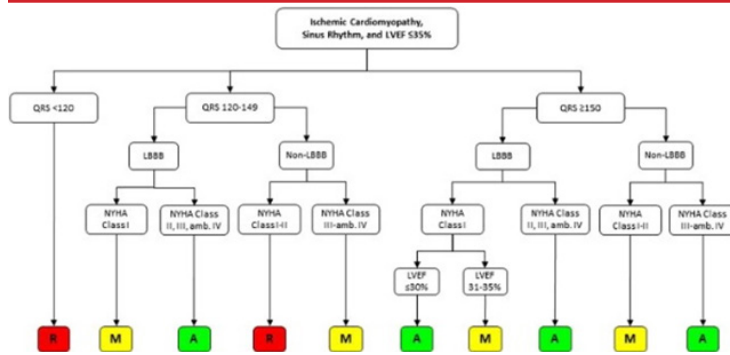 Ischemic Cardiomyopathy,
Sinus Rhythm, and LVEF ≤35%
QRS <120
QRS 120-149
QRS ≥150
LBBB
Non-LBBB
LBBB
Non-LBBB
NYHA
Class I
NYHA Class
II, III, amb. IV
NYHA
Class I-II
NYHA Class
III-amb. IV
NYHA
Class I
NYHA Class
II, III, amb. IV
NYHA
Class I-II
NYHA Class
III-amb. IV
LVEF
≤30%
LVEF
31-35%
R
M
A
R
M
A
M
A
M
A